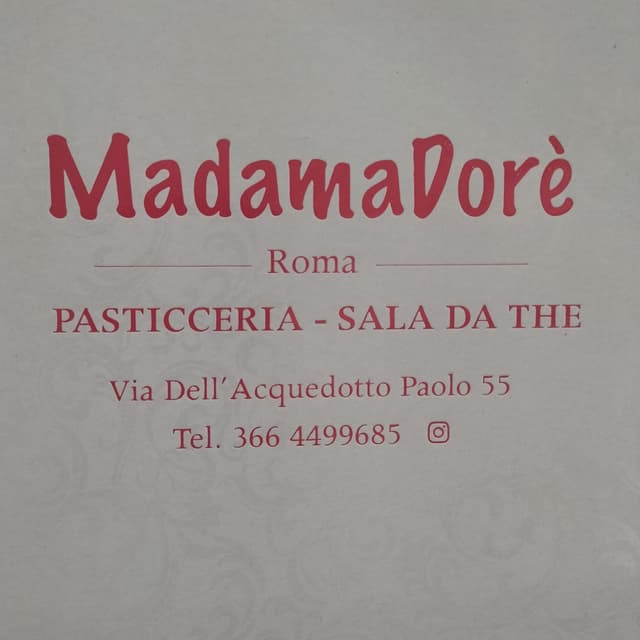 MadamaDorè
Roma
PASTICCERIA - SALA DA THE
Via Dell'Acquedotto Paolo 55
Tel. 366 4499685